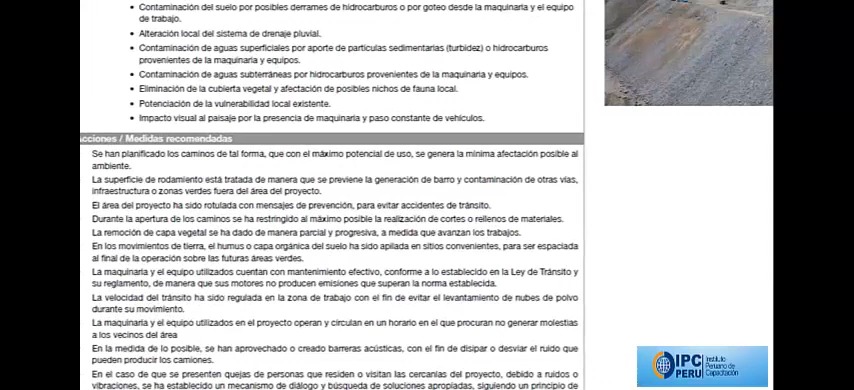 • Contaminación del suelo por posibles derrames de hidrocarburos o por goteo desde la maquinaria y el equipo
de trabajo.
• Alteración local del sistema de drenaje pluvial.
• Contaminación de aguas superficiales por aporte de partículas sedimentarias (turbidez) o hidrocarburos
provenientes de la maquinaria y equipos.
• Contaminación de aguas subterráneas por hidrocarburos provenientes de la maquinaria y equipos.
• Eliminación de la cubierta vegetal y afectación de posibles nichos de fauna local.
• Potenciación de la vulnerabilidad local existente.
• Impacto visual al paisaje por la presencia de maquinaria y paso constante de vehículos.
cciones / Medidas recomendadas
Se han planificado los caminos de tal forma, que con el máximo potencial de uso, se genera la mínima afectación posible al
ambiente.
La superficie de rodamiento está tratada de manera que se previene la generación de barro y contaminación de otras vías,
infraestructura o zonas verdes fuera del área del proyecto.
El área del proyecto ha sido rotulada con mensajes de prevención, para evitar accidentes de tránsito.
Durante la apertura de los caminos se ha restringido al máximo posible la realización de cortes o rellenos de materiales.
La remoción de capa vegetal se ha dado de manera parcial y progresiva, a medida que avanzan los trabajos.
En los movimientos de tierra, el humus o capa orgánica del suelo ha sido apilada en sitios convenientes, para ser espaciada
al final de la operación sobre las futuras áreas verdes.
La maquinaria y el equipo utilizados cuentan con mantenimiento efectivo, conforme a lo establecido en la Ley de Tránsito y
su reglamento, de manera que sus motores no producen emisiones que superan la norma establecida.
La velocidad del tránsito ha sido regulada en la zona de trabajo con el fin de evitar el levantamiento de nubes de polvo
durante su movimiento.
La maquinaria y el equipo utilizados en el proyecto operan y circulan en un horario en el que procuran no generar molestias
a los vecinos del área
En la medida de lo posible, se han aprovechado o creado barreras acústicas, con el fin de disipar o desviar el ruido que
pueden producir los camiones.
En el caso de que se presenten quejas de personas que residen o visitan las cercanías del proyecto, debido a ruidos o
vibraciones, se ha establecido un mecanismo de diálogo y búsqueda de soluciones apropiadas, siguiendo un principio de
IPC
PERU
Instituto
Peruano de
Capacitación